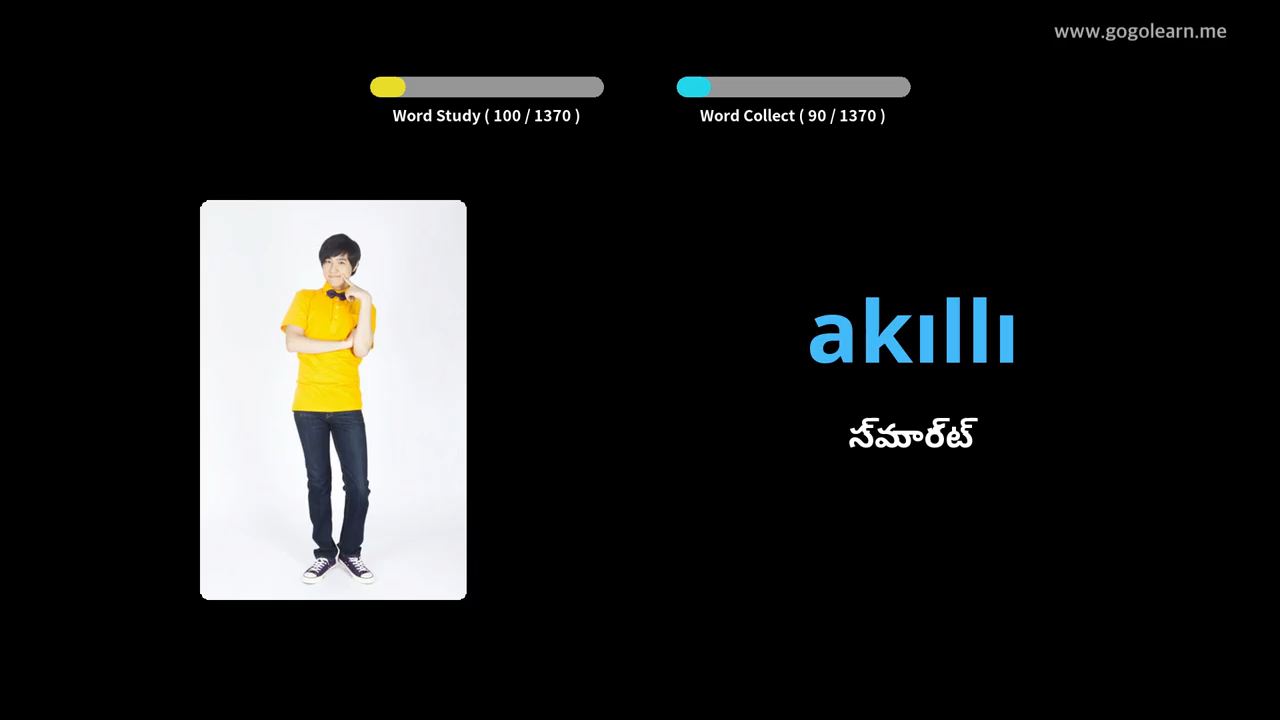 www.gogolearn.me
Word Study ( 100 / 1370 )
Word Collect ( 90 / 1370 )
akıllı
స్‌మార్‌ట్